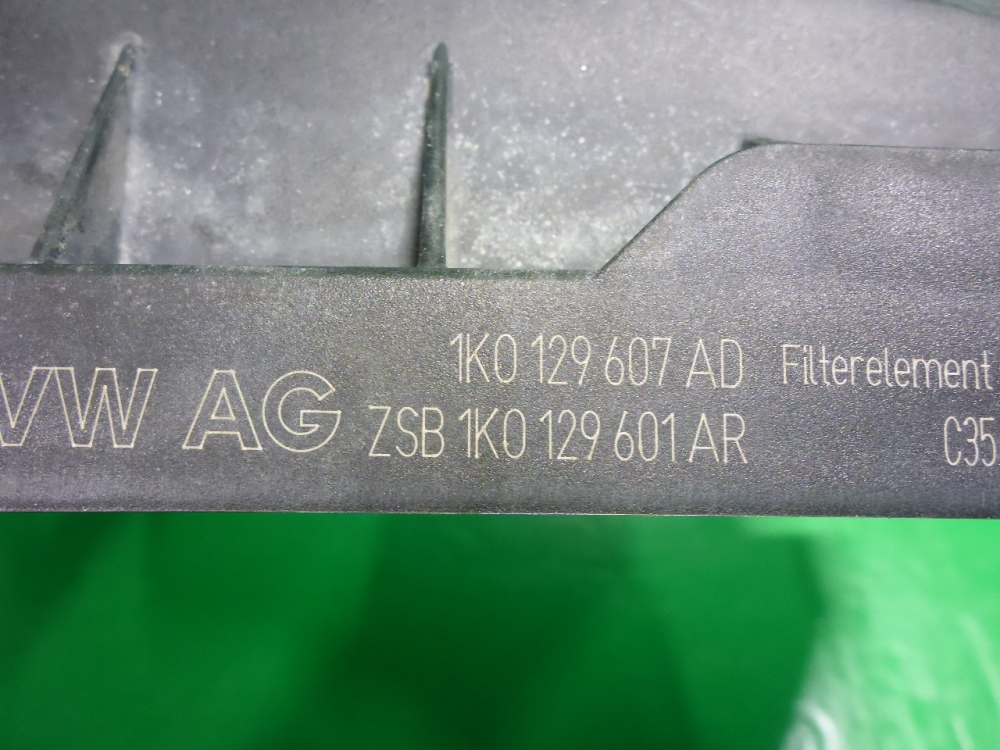 1K0 129 607 AD Filterelement
VW AG ZSB 1K0 129 601 AR C35